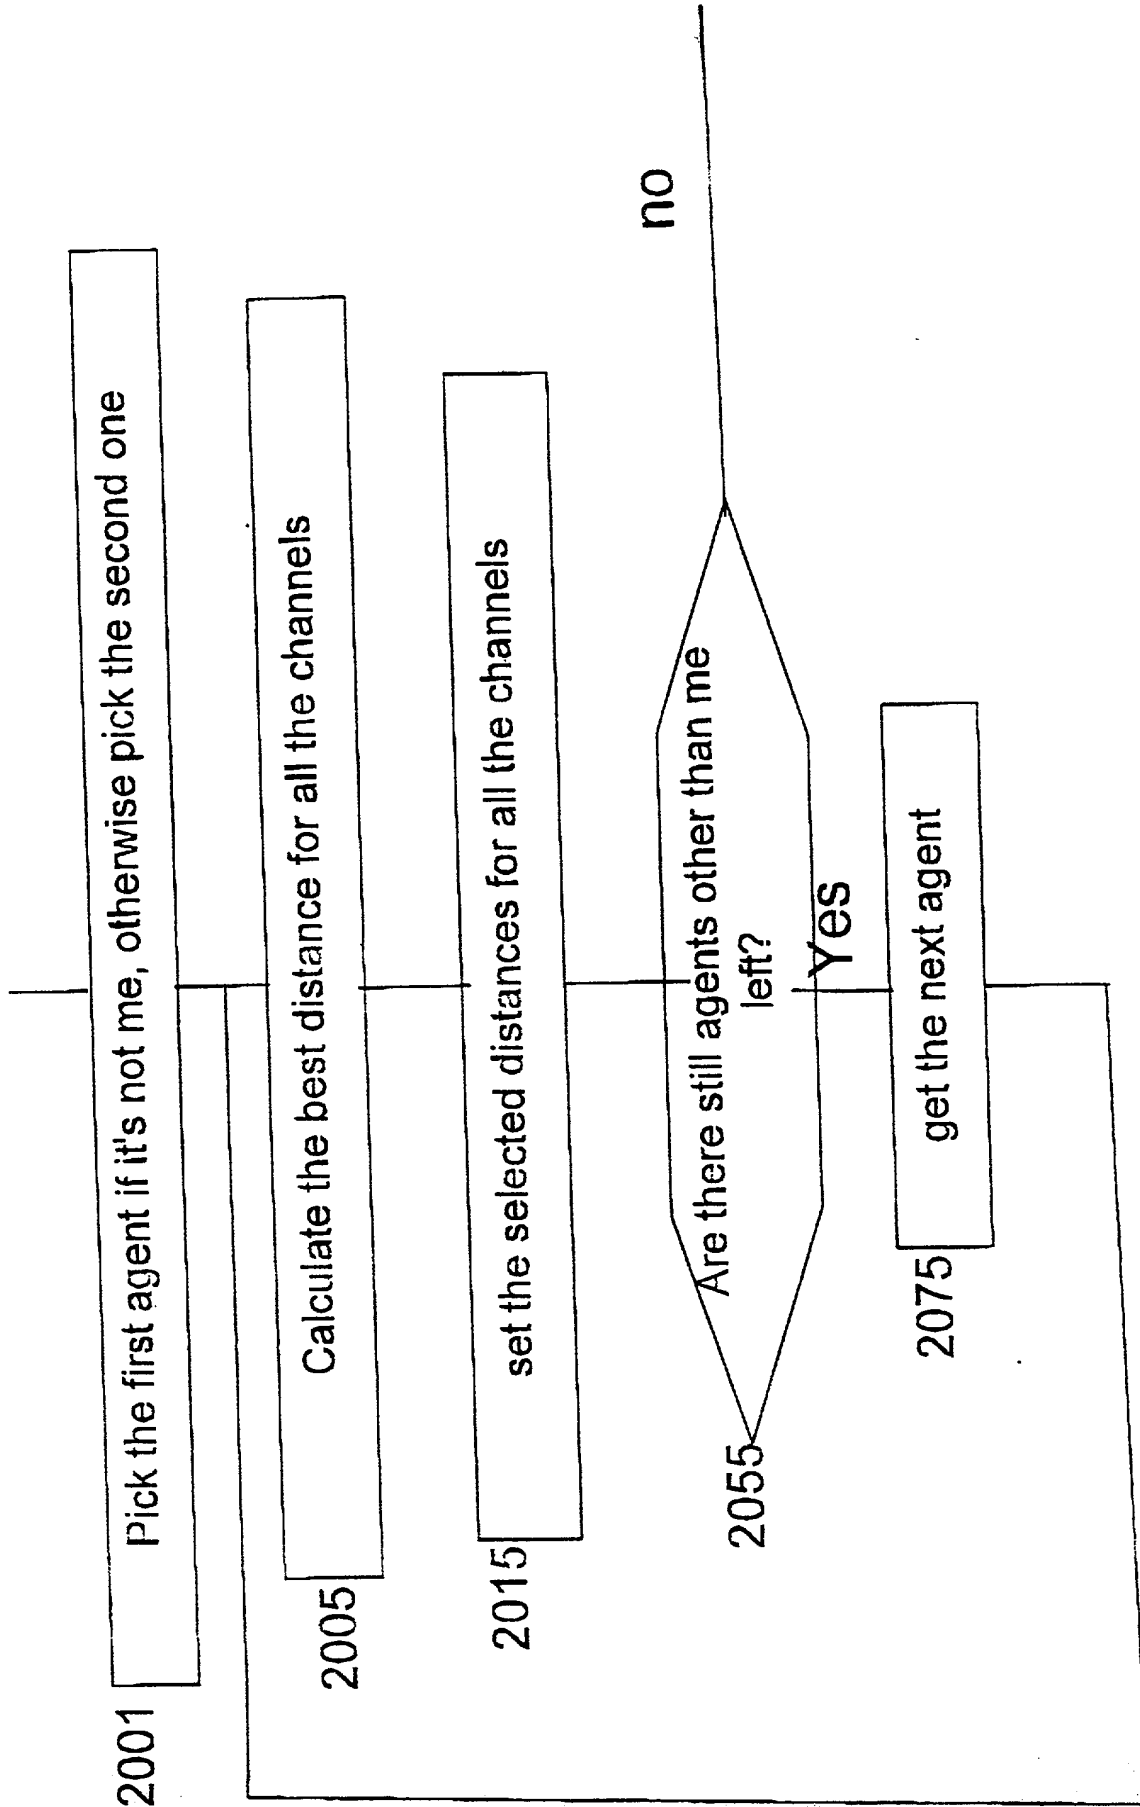 2001
Pick the first agent if it's not me, otherwise pick the second one
2005
Calculate the best distance for all the channels
2015
set the selected distances for all the channels
2055
Are there still agents other than me
left?
no
Yes
2075
get the next agent